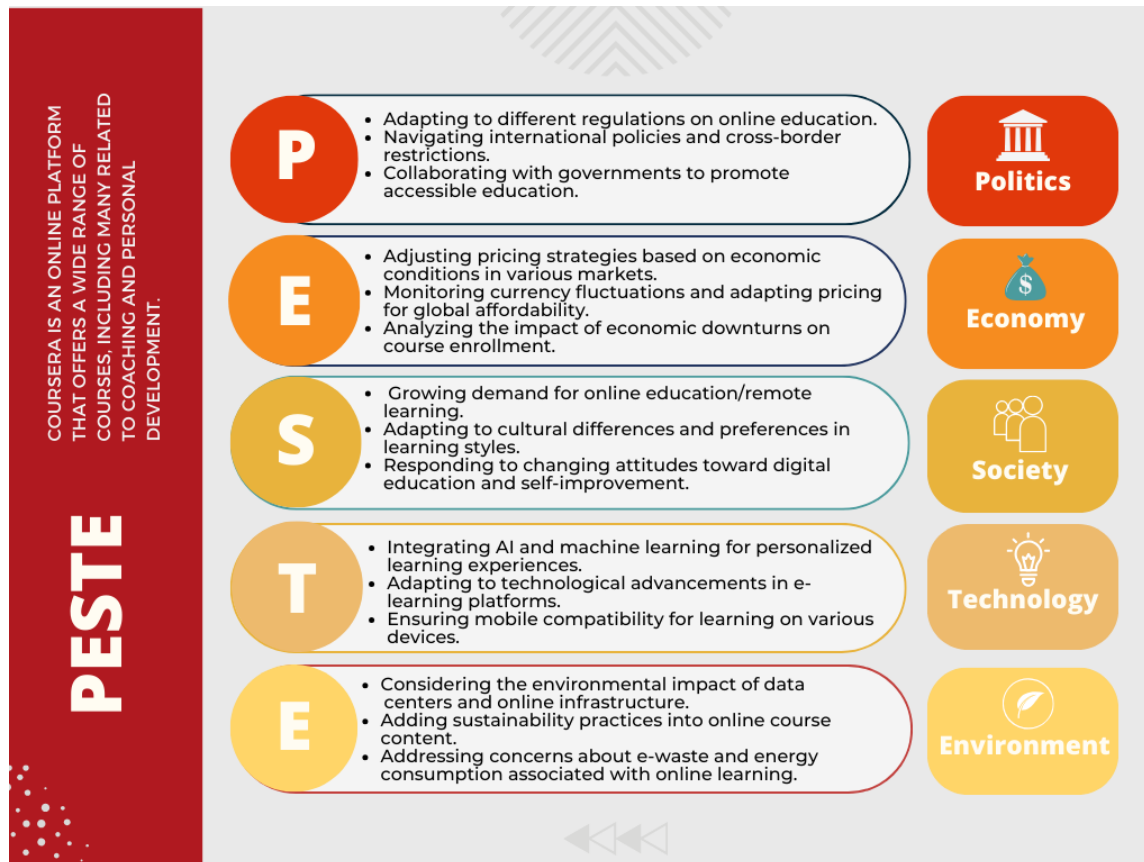 COURSERA IS AN ONLINE PLATFORM
THAT OFFERS A WIDE RANGE OF
COURSES, INCLUDING MANY RELATED
TO COACHING AND PERSONAL
DEVELOPMENT.
PESTE
P
• Adapting to different regulations on online education.
• Navigating international policies and cross-border
restrictions.
• Collaborating with governments to promote
accessible education.
Politics
E
• Adjusting pricing strategies based on economic
conditions in various markets.
• Monitoring currency fluctuations and adapting pricing
for global affordability.
• Analyzing the impact of economic downturns on
course enrollment.
$
Economy
S
• Growing demand for online education/remote
learning.
• Adapting to cultural differences and preferences in
learning styles.
• Responding to changing attitudes toward digital
education and self-improvement.
Society
T
• Integrating AI and machine learning for personalized
learning experiences.
• Adapting to technological advancements in e-
learning platforms.
• Ensuring mobile compatibility for learning on various
devices.
Technology
E
• Considering the environmental impact of data
centers and online infrastructure.
• Adding sustainability practices into online course
content.
• Addressing concerns about e-waste and energy
consumption associated with online learning.
Environment